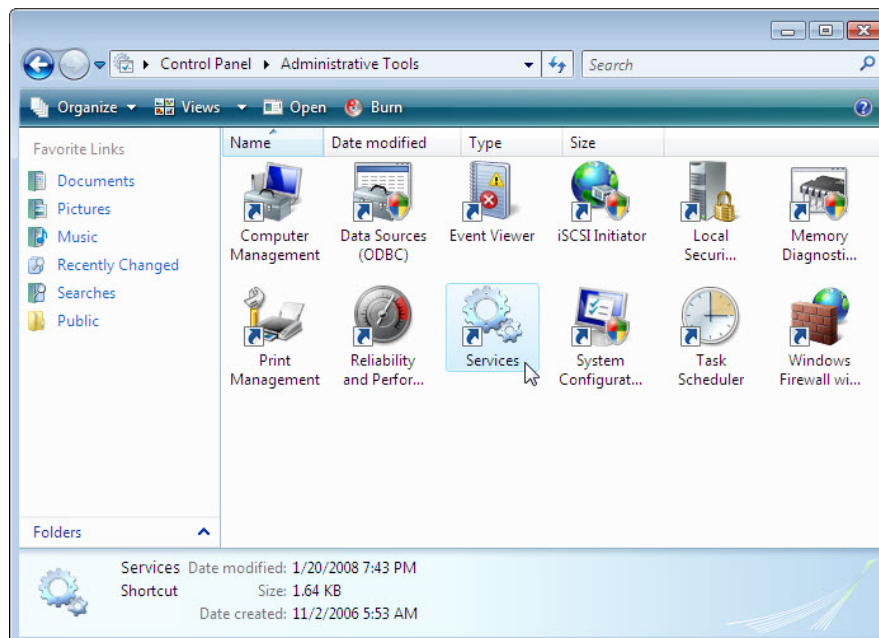 Control Panel Administrative Tools Search
Organize Views Open Burn
Favorite Links
Documents
Pictures
Music
Recently Changed
Searches
Public
Folders
Name Date modified Type Size
Computer Management
Data Sources (ODBC)
Event Viewer
iSCSI Initiator
Local Securi...
Memory Diagnosti...
Print Management
Reliability and Perfor...
Services
System Configurat...
Task Scheduler
Windows Firewall wi...
Services Date modified: 1/20/2008 7:43 PM
Shortcut Size: 1.64 KB
Date created: 11/2/2006 5:53 AM